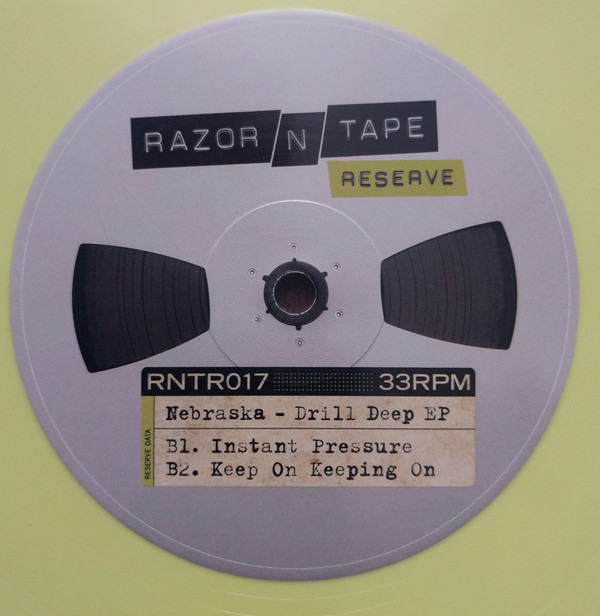 RAZOR N TAPE
RESERVE
RNTR017 33RPM
RESERVE DATA
Nebraska - Drill Deep EP
B1. Instant Pressure
B2. Keep On Keeping On